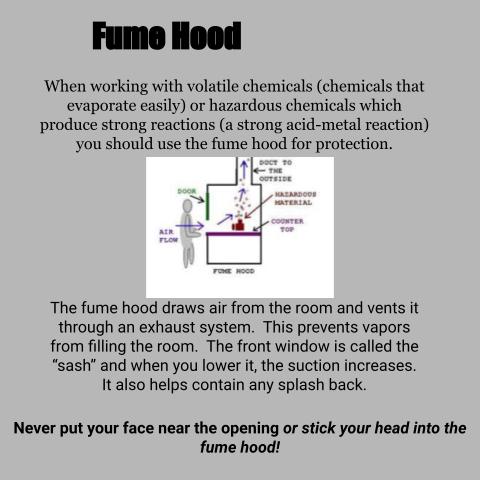 Fume Hood
When working with volatile chemicals (chemicals that
evaporate easily) or hazardous chemicals which
produce strong reactions (a strong acid-metal reaction)
you should use the fume hood for protection.
DUCT TO
THE
OUTSIDE
DOOR
HAZARDOUS
MATERIAL
COUNTER
TOP
AIR
FLOW
FUME HOOD
The fume hood draws air from the room and vents it
through an exhaust system.  This prevents vapors
from filling the room.  The front window is called the
“sash” and when you lower it, the suction increases.
It also helps contain any splash back.
Never put your face near the opening or stick your head into the
fume hood!